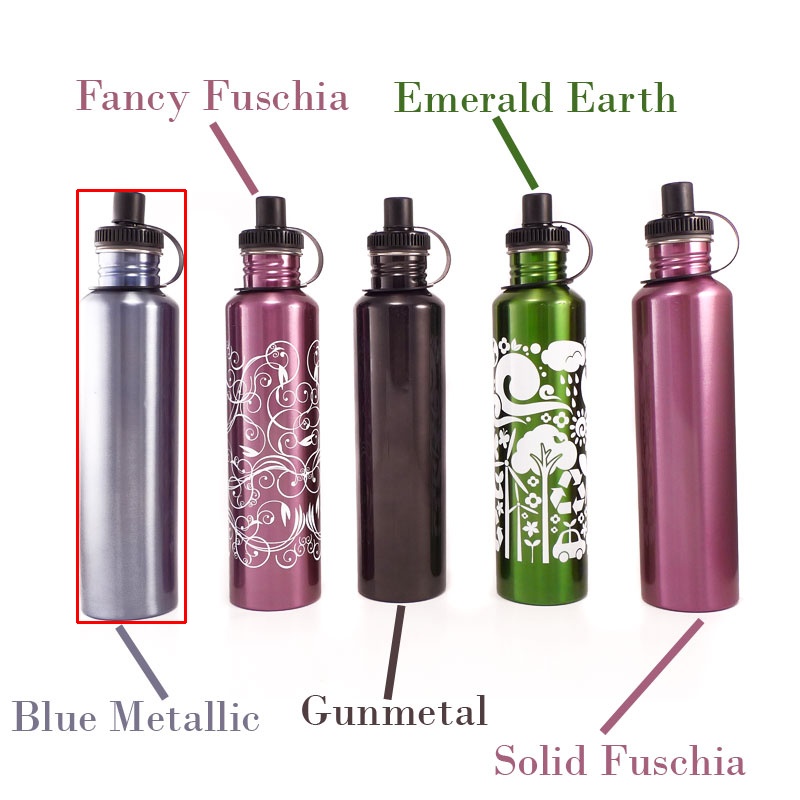 Fancy Fuschia
Emerald Earth
Blue Metallic
Gunmetal
Solid Fuschia